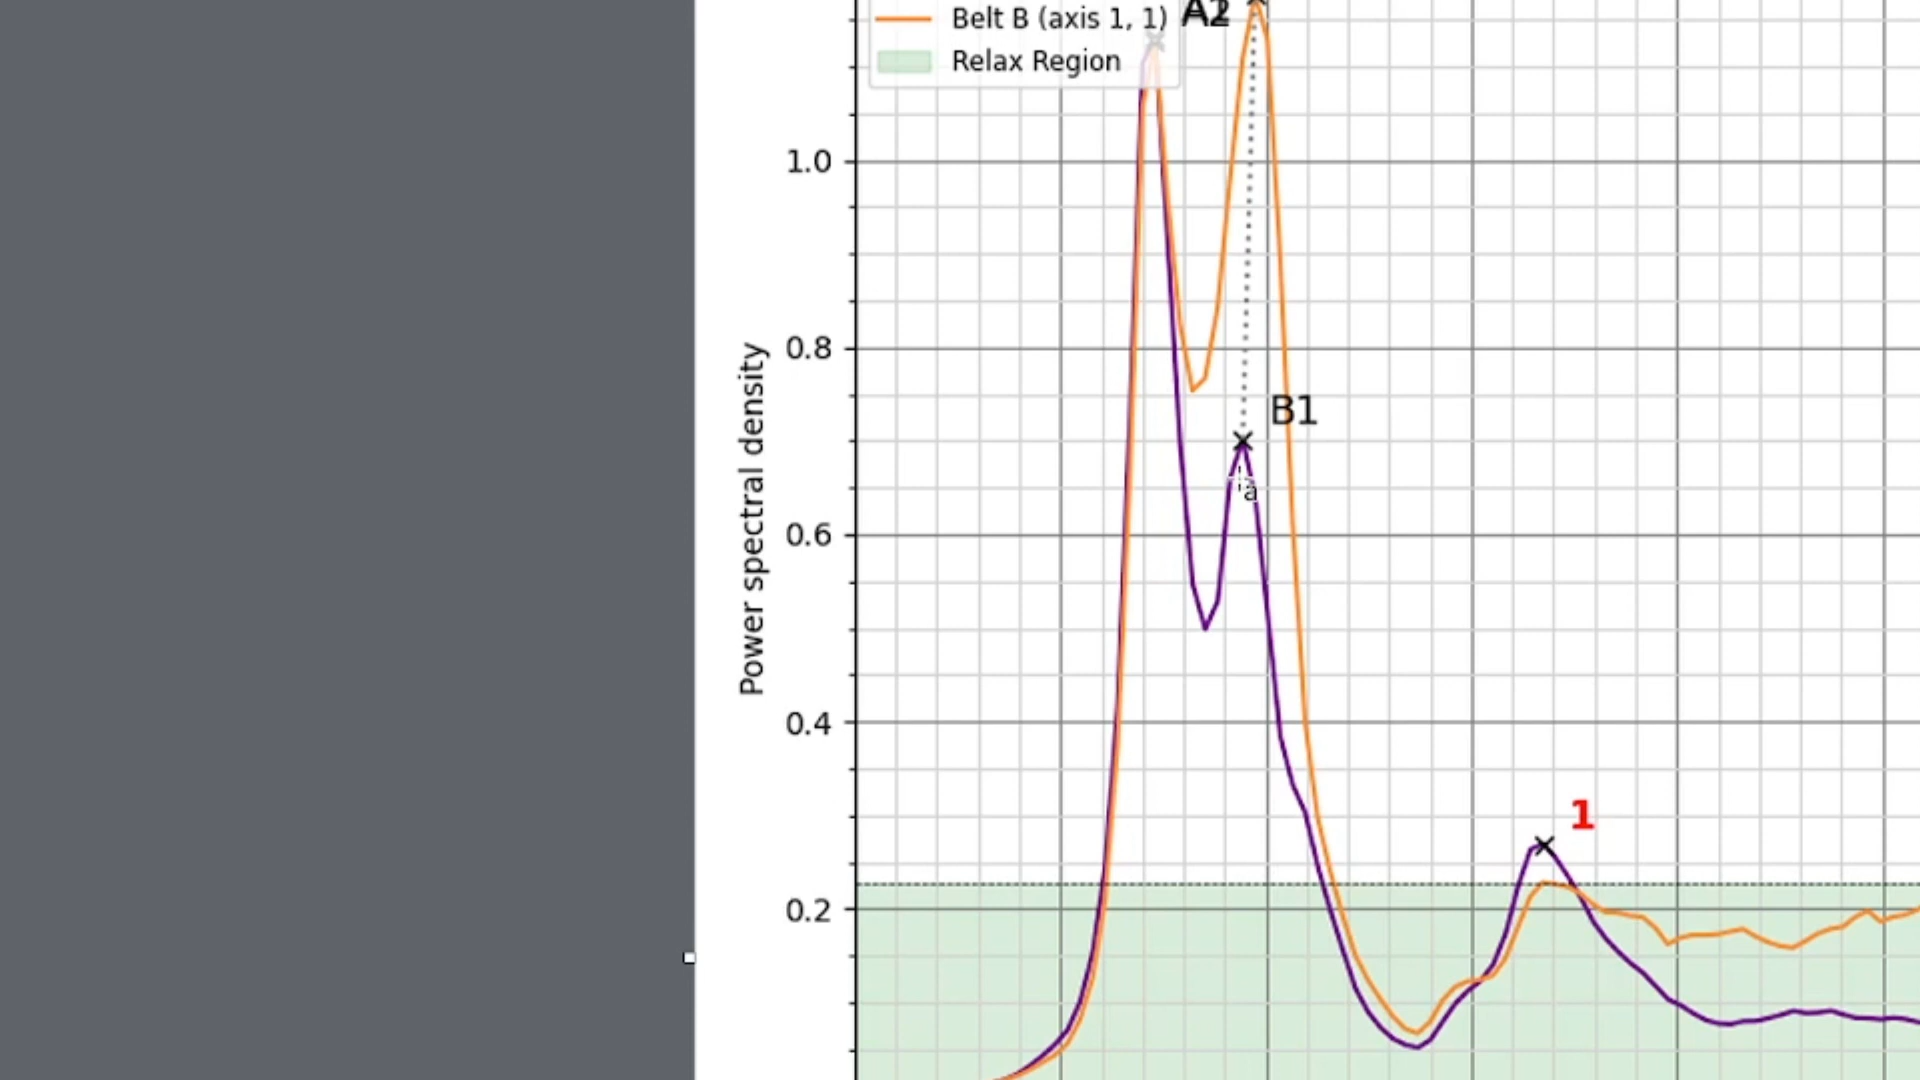 Belt B (axis 1, 1)
Relax Region
1.0
0.8
B1
0.6
0.4
1
0.2
Power spectral density